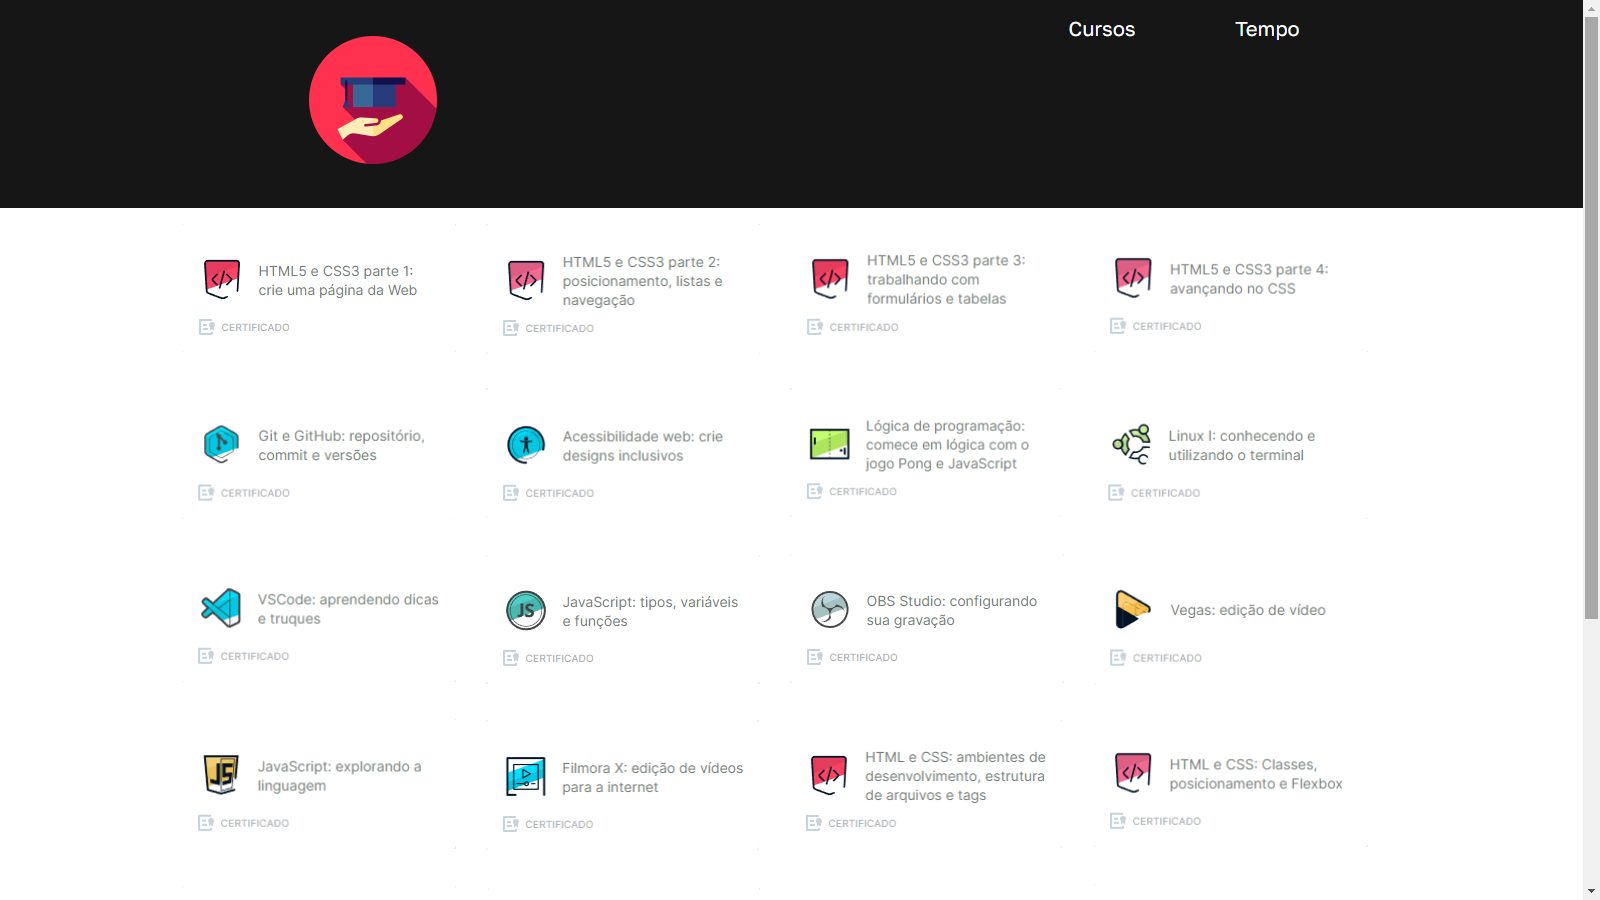 Cursos
Tempo
HTML5 e CSS3 parte 1:
crie uma página da Web
CERTIFICADO
HTML5 e CSS3 parte 2:
posicionamento, listas e
navegação
CERTIFICADO
HTML5 e CSS3 parte 3:
trabalhando com
formulários e tabelas
CERTIFICADO
HTML5 e CSS3 parte 4:
avançando no CSS
CERTIFICADO
Git e GitHub: repositório,
commit e versões
CERTIFICADO
Acessibilidade web: crie
designs inclusivos
CERTIFICADO
Lógica de programação:
comece em lógica com o
jogo Pong e JavaScript
CERTIFICADO
Linux I: conhecendo e
utilizando o terminal
CERTIFICADO
VSCode: aprendendo dicas
e truques
CERTIFICADO
JS
JavaScript: tipos, variáveis
e funções
CERTIFICADO
OBS Studio: configurando
sua gravação
CERTIFICADO
Vegas: edição de vídeo
CERTIFICADO
JS
JavaScript: explorando a
linguagem
CERTIFICADO
Filmora X: edição de vídeos
para a internet
CERTIFICADO
HTML e CSS: ambientes de
desenvolvimento, estrutura
de arquivos e tags
CERTIFICADO
HTML e CSS: Classes,
posicionamento e Flexbox
CERTIFICADO